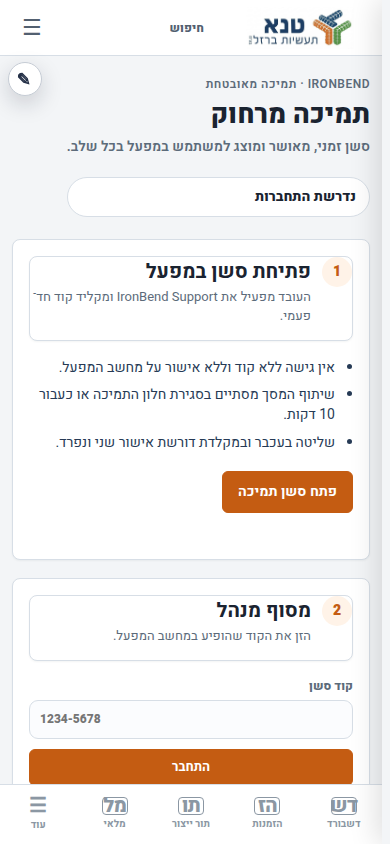 טנא
תעשיות ברזל
חיפוש
IRONBEND · תמיכה מאובטחת
תמיכה מרחוק
סשן זמני, מאושר ומוצג למשתמש במפעל בכל שלב.
נדרשת התחברות
1
פתיחת סשן במפעל
העובד מפעיל את IronBend Support ומקליד קוד חד־
פעמי.
אין גישה ללא קוד וללא אישור על מחשב המפעל.
שיתוף המסך מסתיים בסגירת חלון התמיכה או כעבור
10 דקות.
שליטה בעכבר ובמקלדת דורשת אישור שני ונפרד.
פתח סשן תמיכה
2
מסוף מנהל
הזן את הקוד שהופיע במחשב המפעל.
קוד סשן
1234-5678
התחבר
דש
הז
תו
מל
דשבורד
הזמנות
תור ייצור
מלאי
עוד